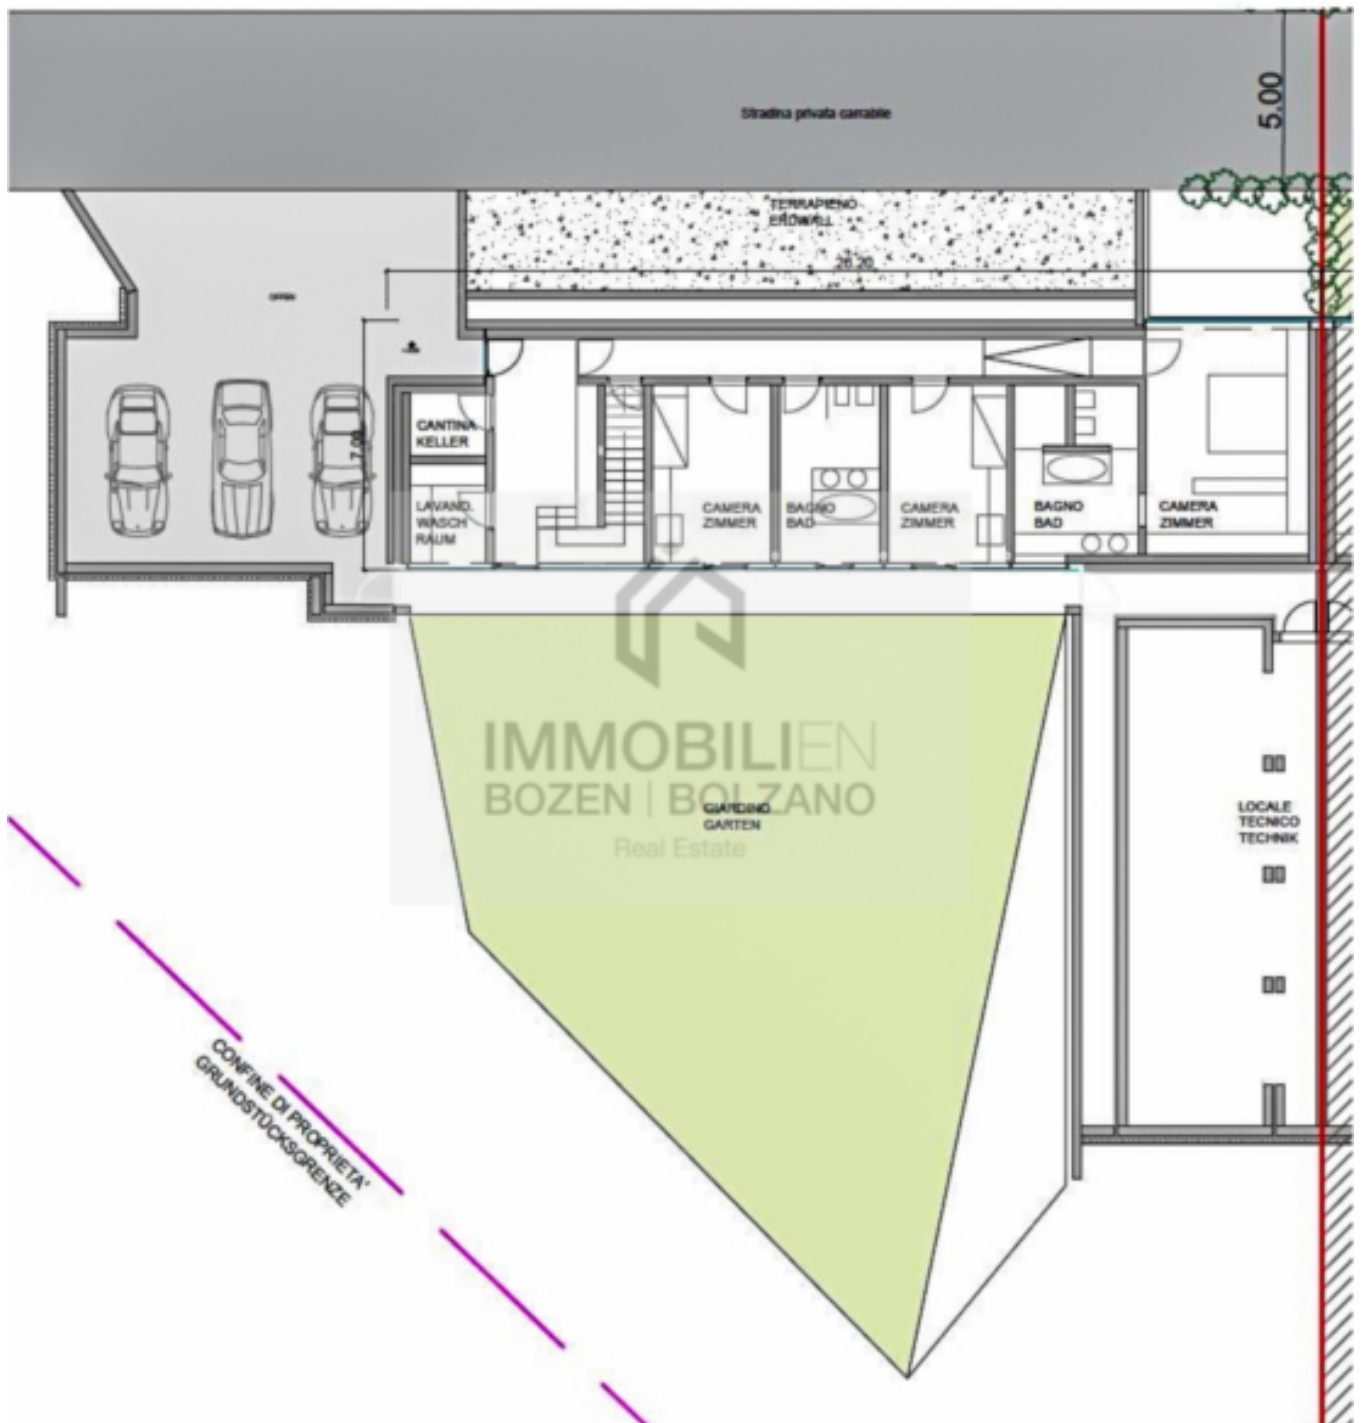 5.00
Stradina privata carrabile
TERRAPIENO
ERDWALL
26.20
OFFEN
7.00
CANTINA
KELLER
LAVAND.
WASCH
RAUM
CAMERA
ZIMMER
BAGNO
BAD
CAMERA
ZIMMER
BAGNO
BAD
CAMERA
ZIMMER
IMMOBILIEN
BOZEN | BOLZANO
Real Estate
GIARDINO
GARTEN
LOCALE
TECNICO
TECHNIK
CONFINE DI PROPRIETA'
GRUNDSTÜCKSGRENZE